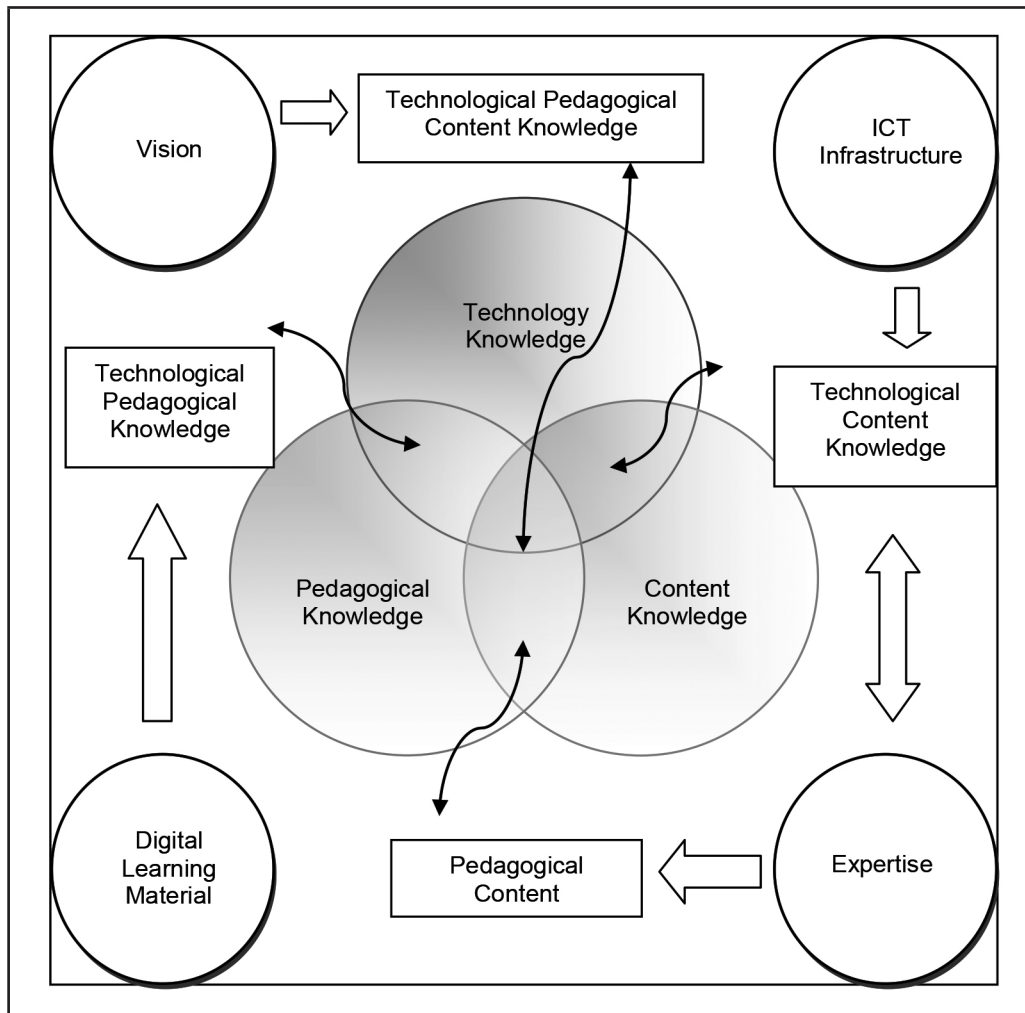 Technological Pedagogical
Content Knowledge
Vision
ICT
Infrastructure
Technology
Knowledge
Technological
Pedagogical
Knowledge
Technological
Content
Knowledge
Pedagogical
Knowledge
Content
Knowledge
Digital
Learning
Material
Pedagogical
Content
Expertise